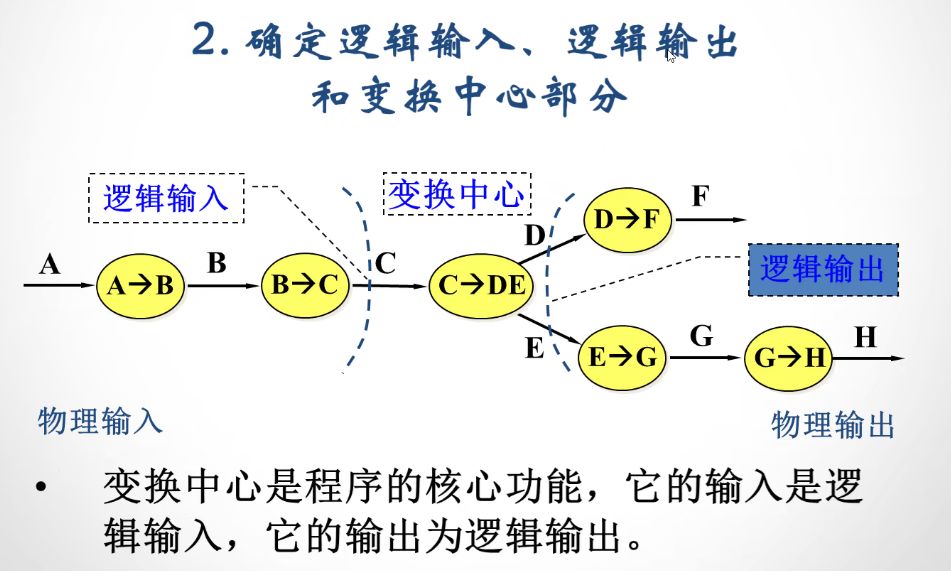 2. 确定逻辑输入、逻辑输出
和变换中心部分
逻辑输入
变换中心
逻辑输出
A
A→B
B
B→C
C
C→DE
D
D→F
F
E
E→G
G
G→H
H
物理输入
物理输出
• 变换中心是程序的核心功能，它的输入是逻
辑输入，它的输出为逻辑输出。